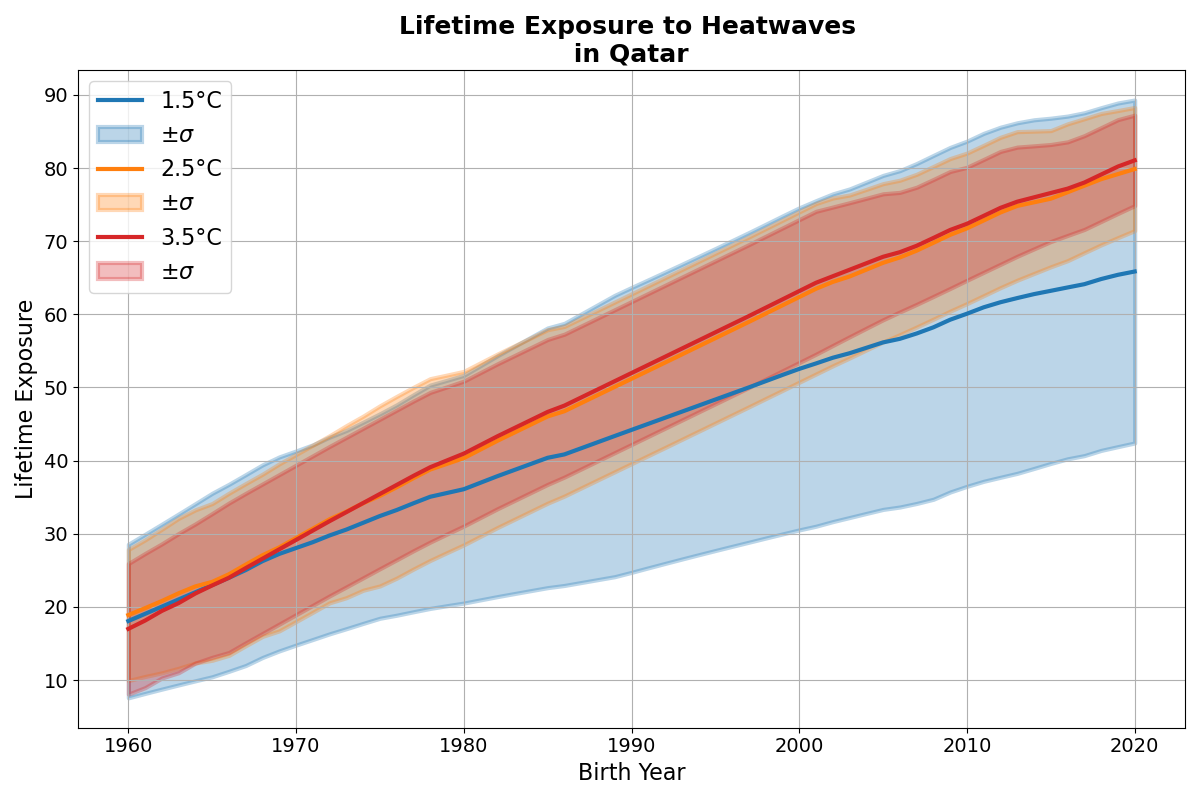 Lifetime Exposure to Heatwaves
in Qatar
1.5°C
±σ
2.5°C
±σ
3.5°C
±σ
Lifetime Exposure
90
80
70
60
50
40
30
20
10
1960 1970 1980 1990 2000 2010 2020
Birth Year